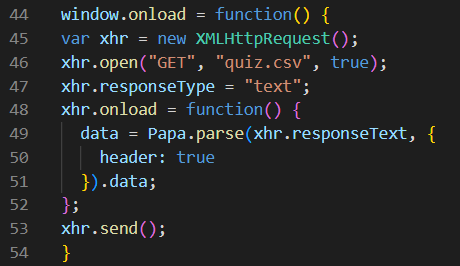 44 window.onload = function() {
45 var xhr = new XMLHttpRequest();
46 xhr.open("GET", "quiz.csv", true);
47 xhr.responseType = "text";
48 xhr.onload = function() {
49   data = Papa.parse(xhr.responseText, {
50     header: true
51   }).data;
52 };
53 xhr.send();
54 }